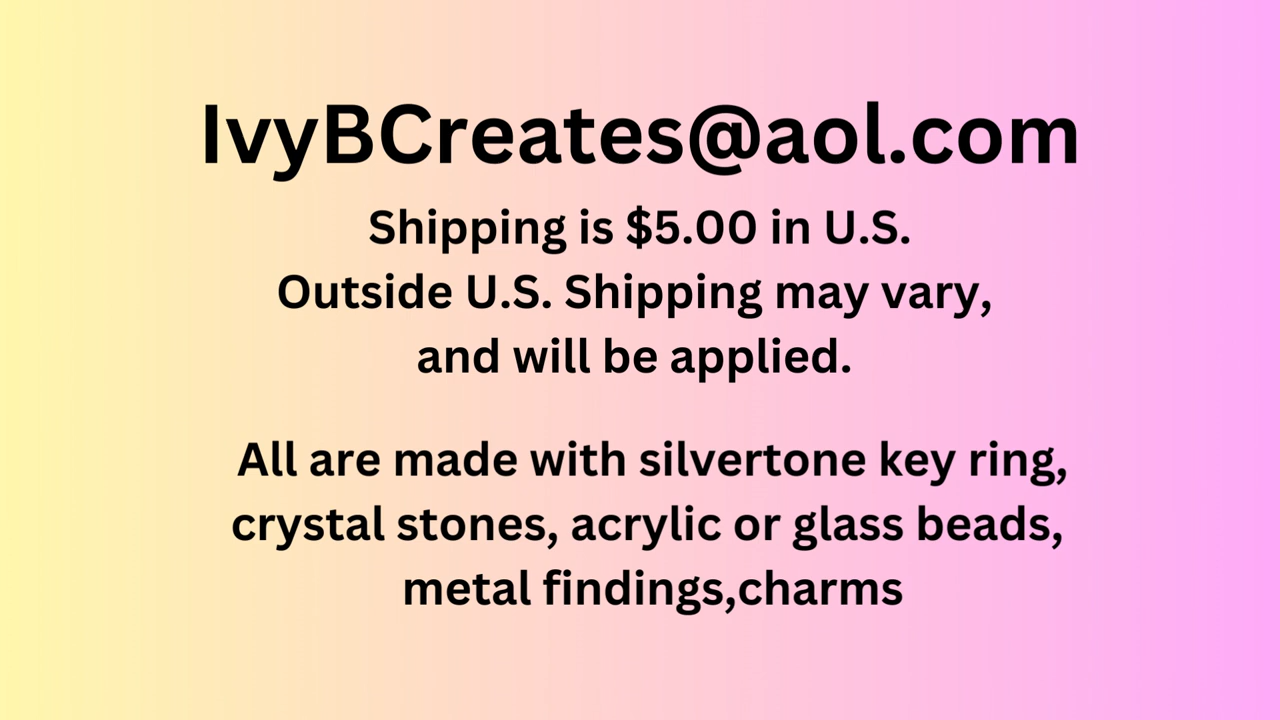 IvyBCreates@aol.com
Shipping is $5.00 in U.S.
Outside U.S. Shipping may vary,
and will be applied.
All are made with silvertone key ring,
crystal stones, acrylic or glass beads,
metal findings,charms